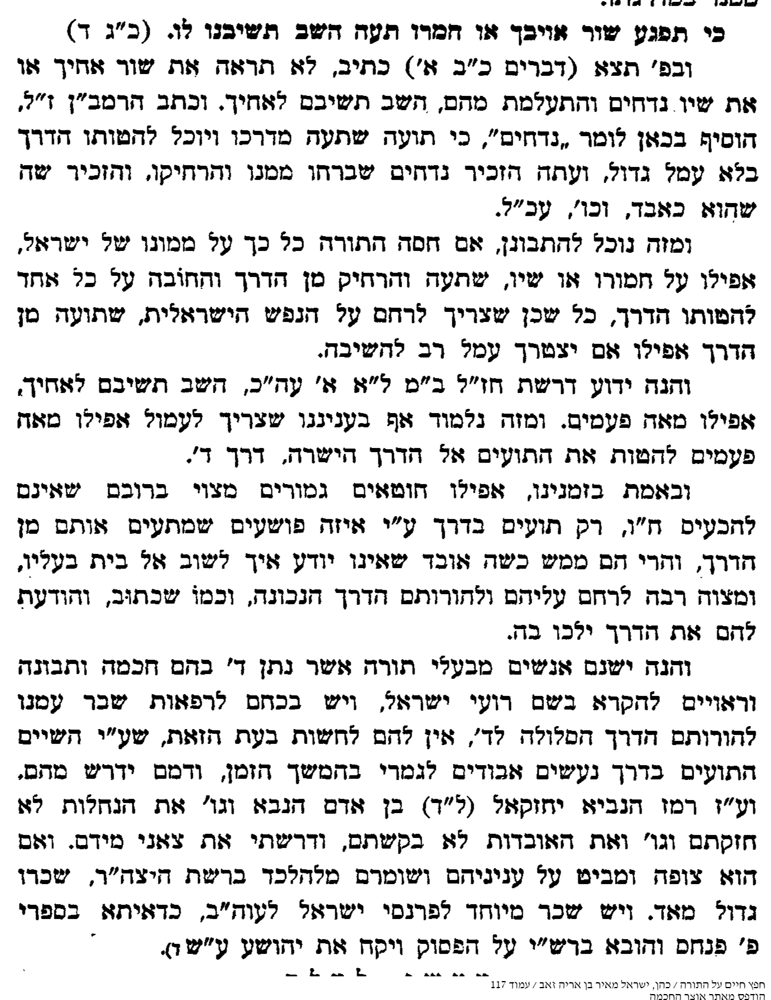 כי תפגע שור אויבך או חמרו תעה השב תשיבנו לו. (כ"ג ד)
ובפ' תצא (דברים כ"ב א') כתיב, לא תראה את שור אחיך או
את שיו נדחים והתעלמת מהם, השב תשיבם לאחיך. וכתב הרמב"ן ז"ל,
הוסיף בכאן לומר „נדחים", כי תועה שתעה מדרכו ויוכל להטותו הדרך
בלא עמל גדול, ועתה הזכיר נדחים שברחו ממנו והרחיקו, והזכיר שה
שהוא כאבד, וכו', עכ"ל.
ומזה נוכל להתבונן, אם חסה התורה כל כך על ממונו של ישראל,
אפילו על חמורו או שיו, שתעה והרחיק מן הדרך והחובה על כל אחד
להטותו הדרך, כל שכן שצריך לרחם על הנפש הישראלית, שתועה מן
הדרך אפילו אם יצטרך עמל רב להשיבה.
והנה ידוע דרשת חז"ל ב"מ ל"א א' עה"כ, השב תשיבם לאחיך,
אפילו מאה פעמים. ומזה נלמוד אף בעניננו שצריך לעמול אפילו מאה
פעמים להטות את התועים אל הדרך הישרה, דרך ד'.
ובאמת בזמנינו, אפילו חוטאים גמורים מצוי ברובם שאינם
להכעיס ח"ו, רק תועים בדרך ע"י איזה פושעים שמתעים אותם מן
הדרך, והרי הם ממש כשה אובד שאינו יודע איך לשוב אל בית בעליו,
ומצוה רבה לרחם עליהם ולהורותם הדרך הנכונה, וכמו שכתוב, והודעת
להם את הדרך ילכו בה.
והנה ישנם אנשים מבעלי תורה אשר נתן ד' בהם חכמה ותבונה
וראויים להקרא בשם רועי ישראל, ויש בכחם לרפאות שבר עמנו
להורותם הדרך הסלולה לד', אין להם לחשות בעת הזאת, שע"י השיים
התועים בדרך נעשים אבודים לגמרי בהמשך הזמן, ודמם ידרש מהם.
וע"ז רמז הנביא יחזקאל (ל"ד) בן אדם הנבא וגו' את הנחלות לא
חזקתם וגו' ואת האובדות לא בקשתם, ודרשתי את צאני מידם. ואם
הוא צופה ומביט על עניניהם ושומרם מלהלכד ברשת היצה"ר, שכרו
גדול מאד. ויש שכר מיוחד לפרנסי ישראל לעוה"ב, כדאיתא בספרי
פ' פנחס והובא ברש"י על הפסוק ויקח את יהושע ע"ש ד).
חפץ חיים על התורה / כהן, ישראל מאיר בן אריה זאב / עמוד 117
הודפס מאתר אוצר החכמה